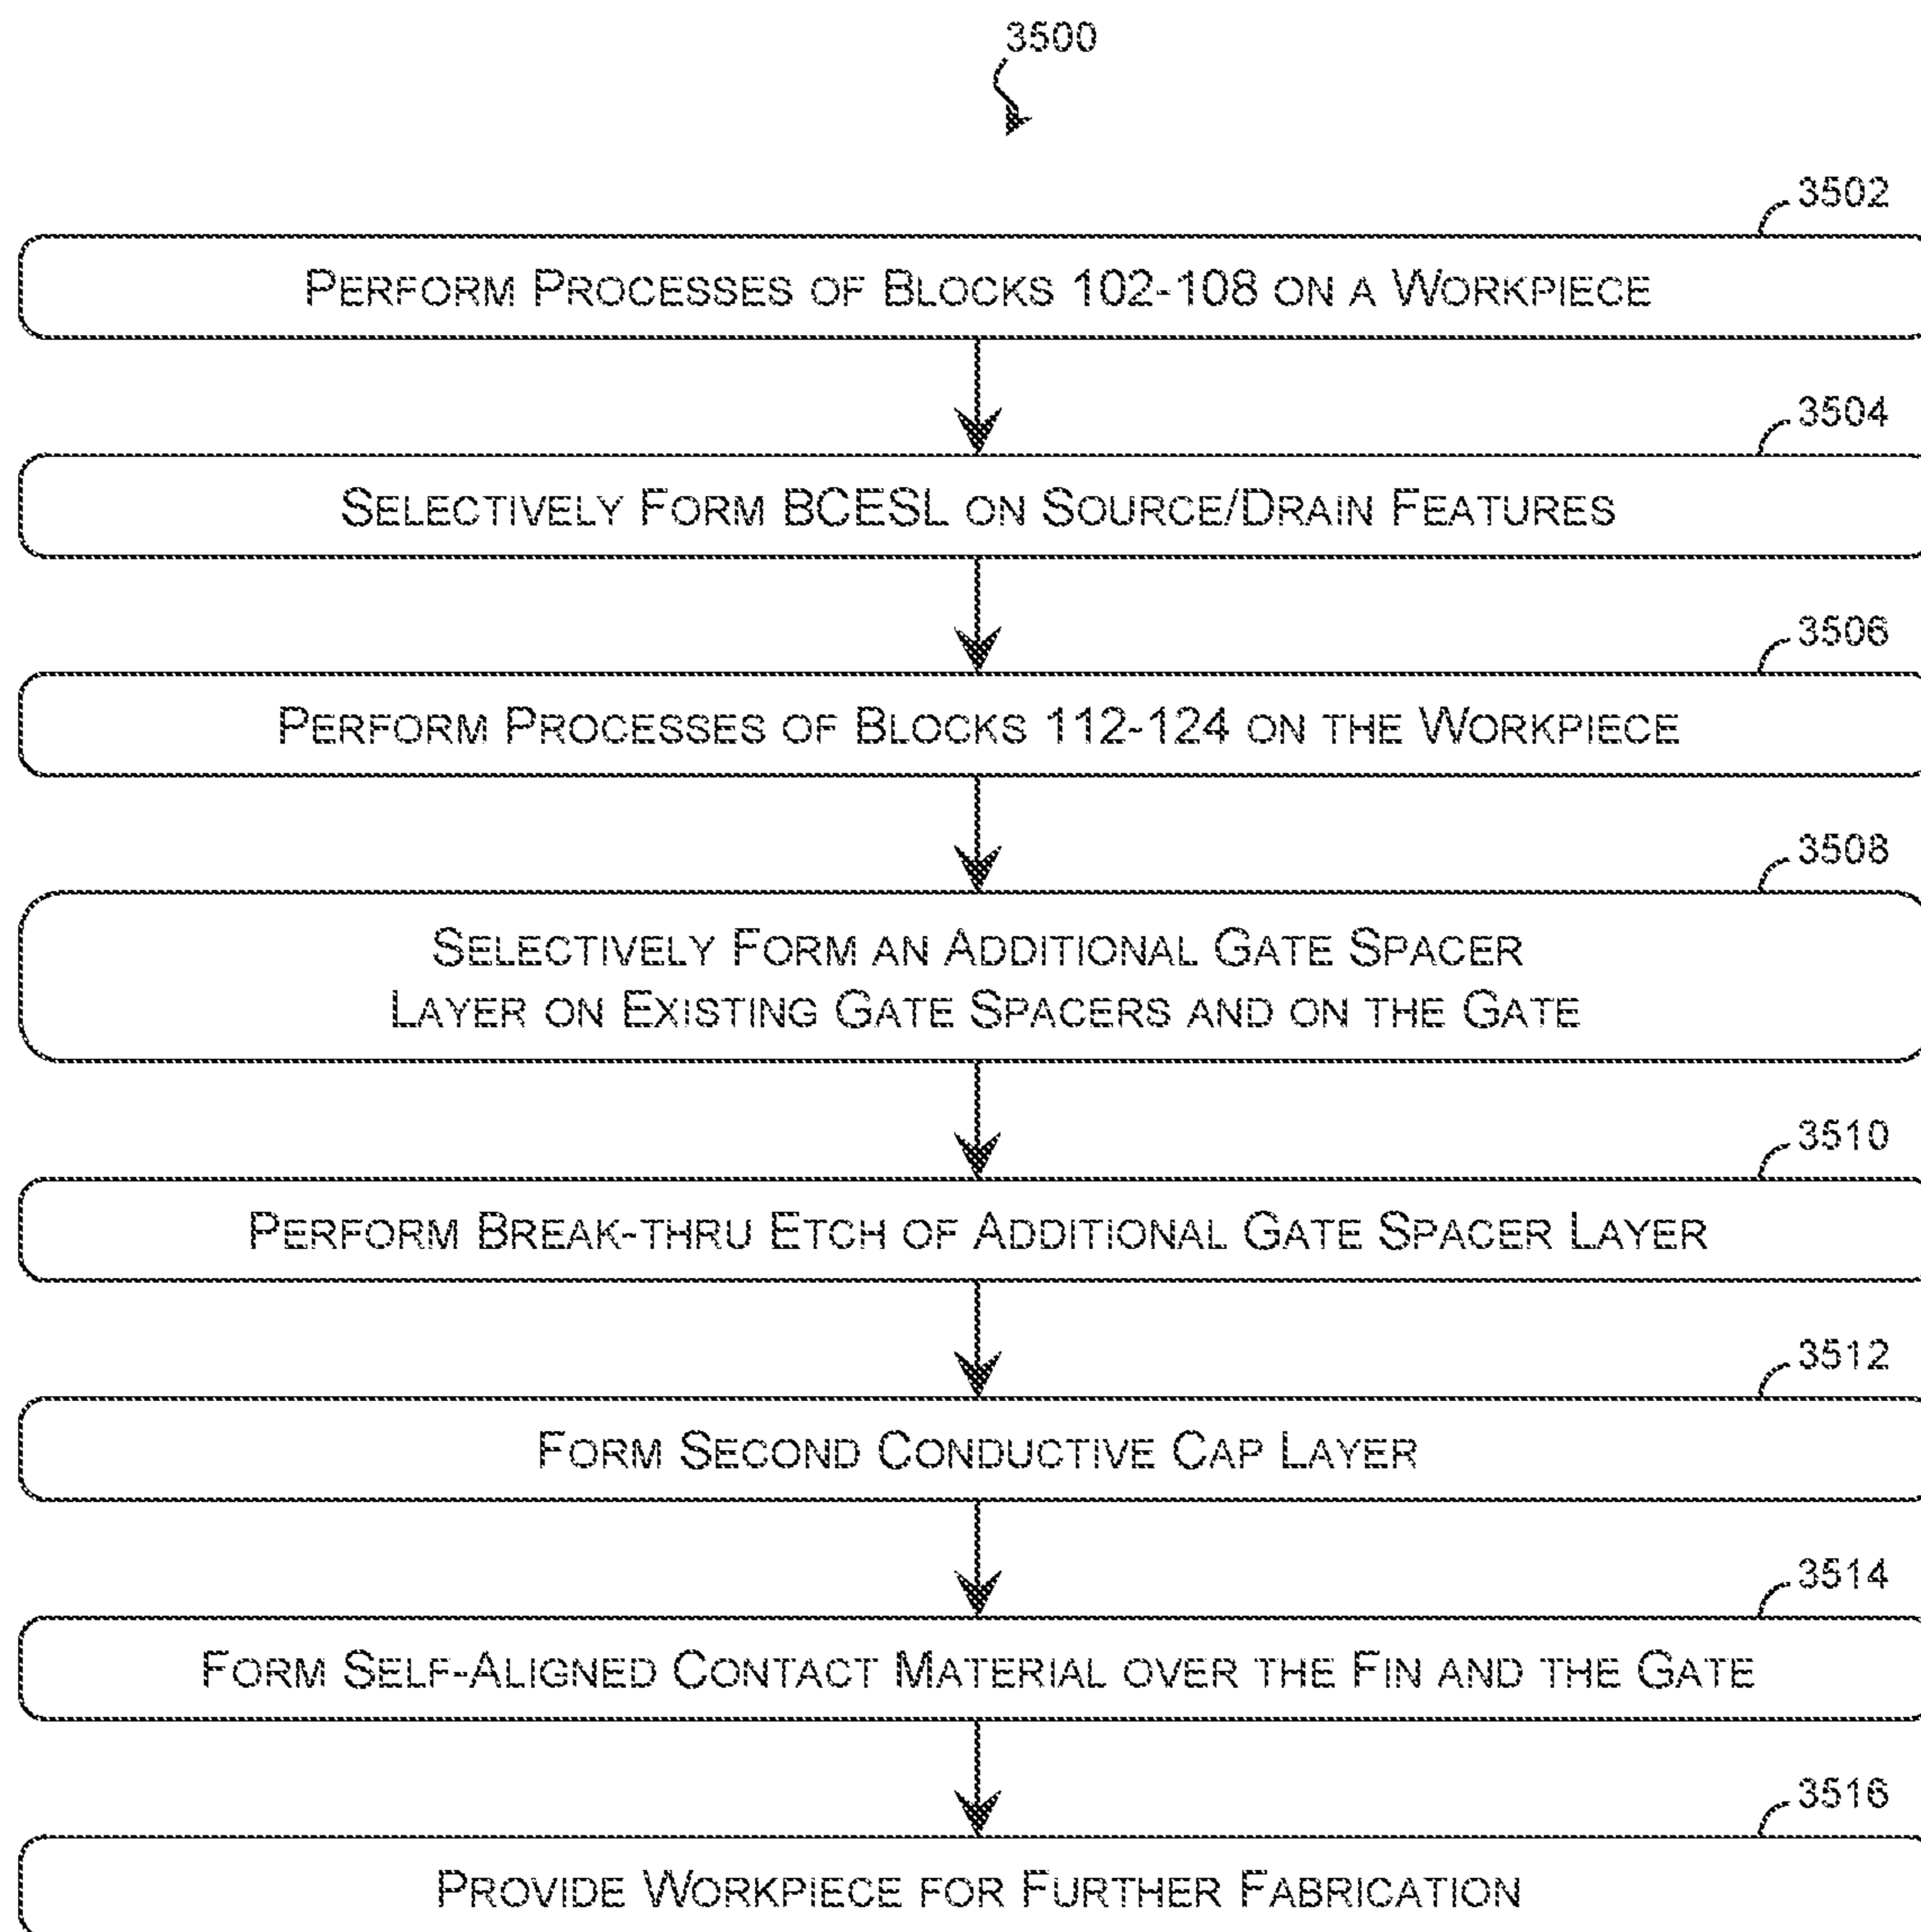 3500
3502
Perform Processes of Blocks 102-108 on a Workpiece
3504
Selectively Form BCESL on Source/Drain Features
3506
Perform Processes of Blocks 112-124 on the Workpiece
3508
Selectively Form an Additional Gate Spacer
Layer on Existing Gate Spacers and on the Gate
3510
Perform Break-thru Etch of Additional Gate Spacer Layer
3512
Form Second Conductive Cap Layer
3514
Form Self-Aligned Contact Material over the Fin and the Gate
3516
Provide Workpiece for Further Fabrication